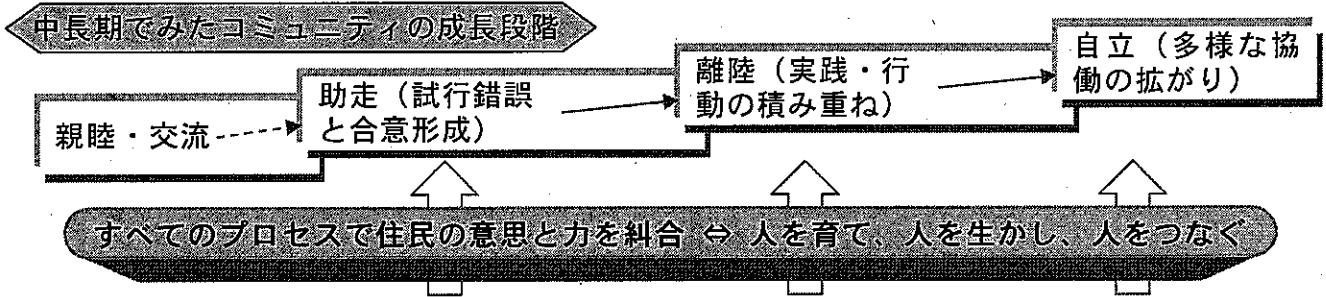 中長期でみたコミュニティの成長段階
自立（多様な協
働の拡がり）
離陸（実践・行
動の積み重ね）
助走（試行錯誤
と合意形成）
親睦・交流
すべてのプロセスで住民の意思と力を糾合 ⇔ 人を育て、人を生かし、人をつなぐ